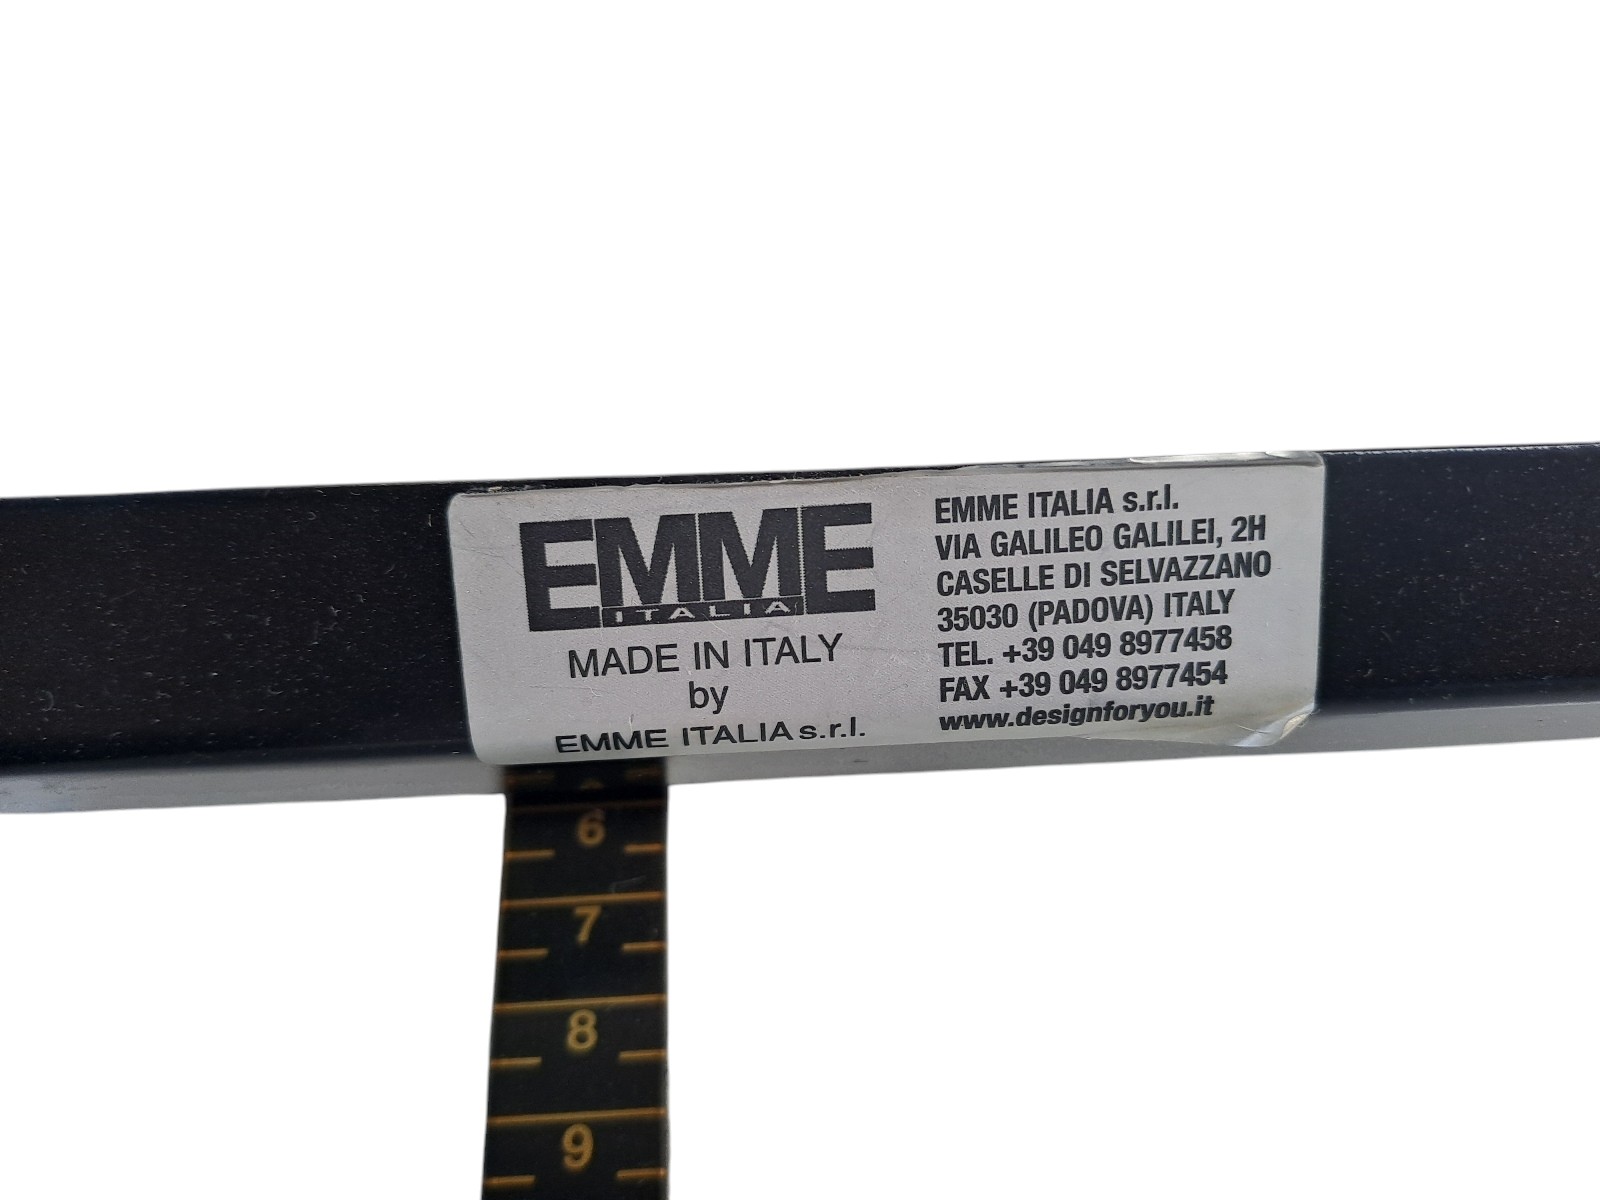 EMME
ITALIA
MADE IN ITALY
by
EMME ITALIA s.r.l.
EMME ITALIA s.r.l.
VIA GALILEO GALILEI, 2H
CASELLE DI SELVAZZANO
35030 (PADOVA) ITALY
TEL. +39 049 8977458
FAX +39 049 8977454
www.designforyou.it
6
7
8
9